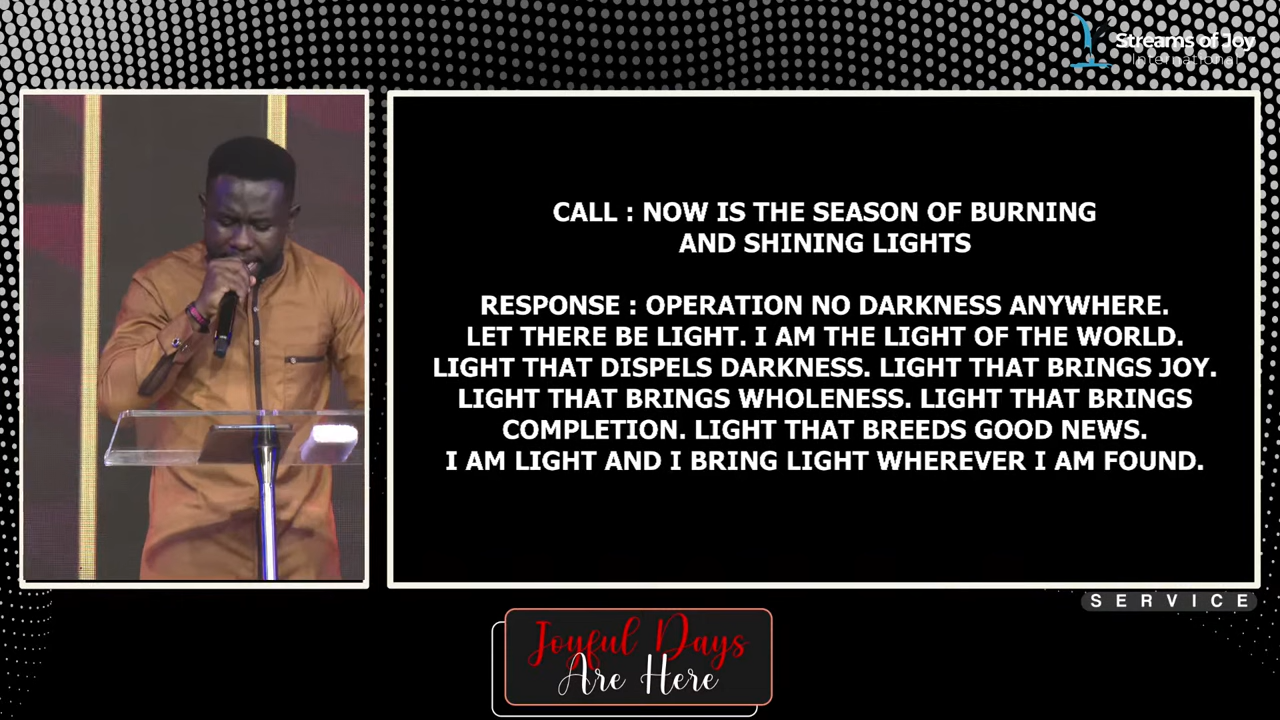 Streams of Joy
International
CALL : NOW IS THE SEASON OF BURNING
AND SHINING LIGHTS
RESPONSE : OPERATION NO DARKNESS ANYWHERE.
LET THERE BE LIGHT. I AM THE LIGHT OF THE WORLD.
LIGHT THAT DISPELS DARKNESS. LIGHT THAT BRINGS JOY.
LIGHT THAT BRINGS WHOLENESS. LIGHT THAT BRINGS
COMPLETION. LIGHT THAT BREEDS GOOD NEWS.
I AM LIGHT AND I BRING LIGHT WHEREVER I AM FOUND.
SERVICE
Joyful Days
Are Here